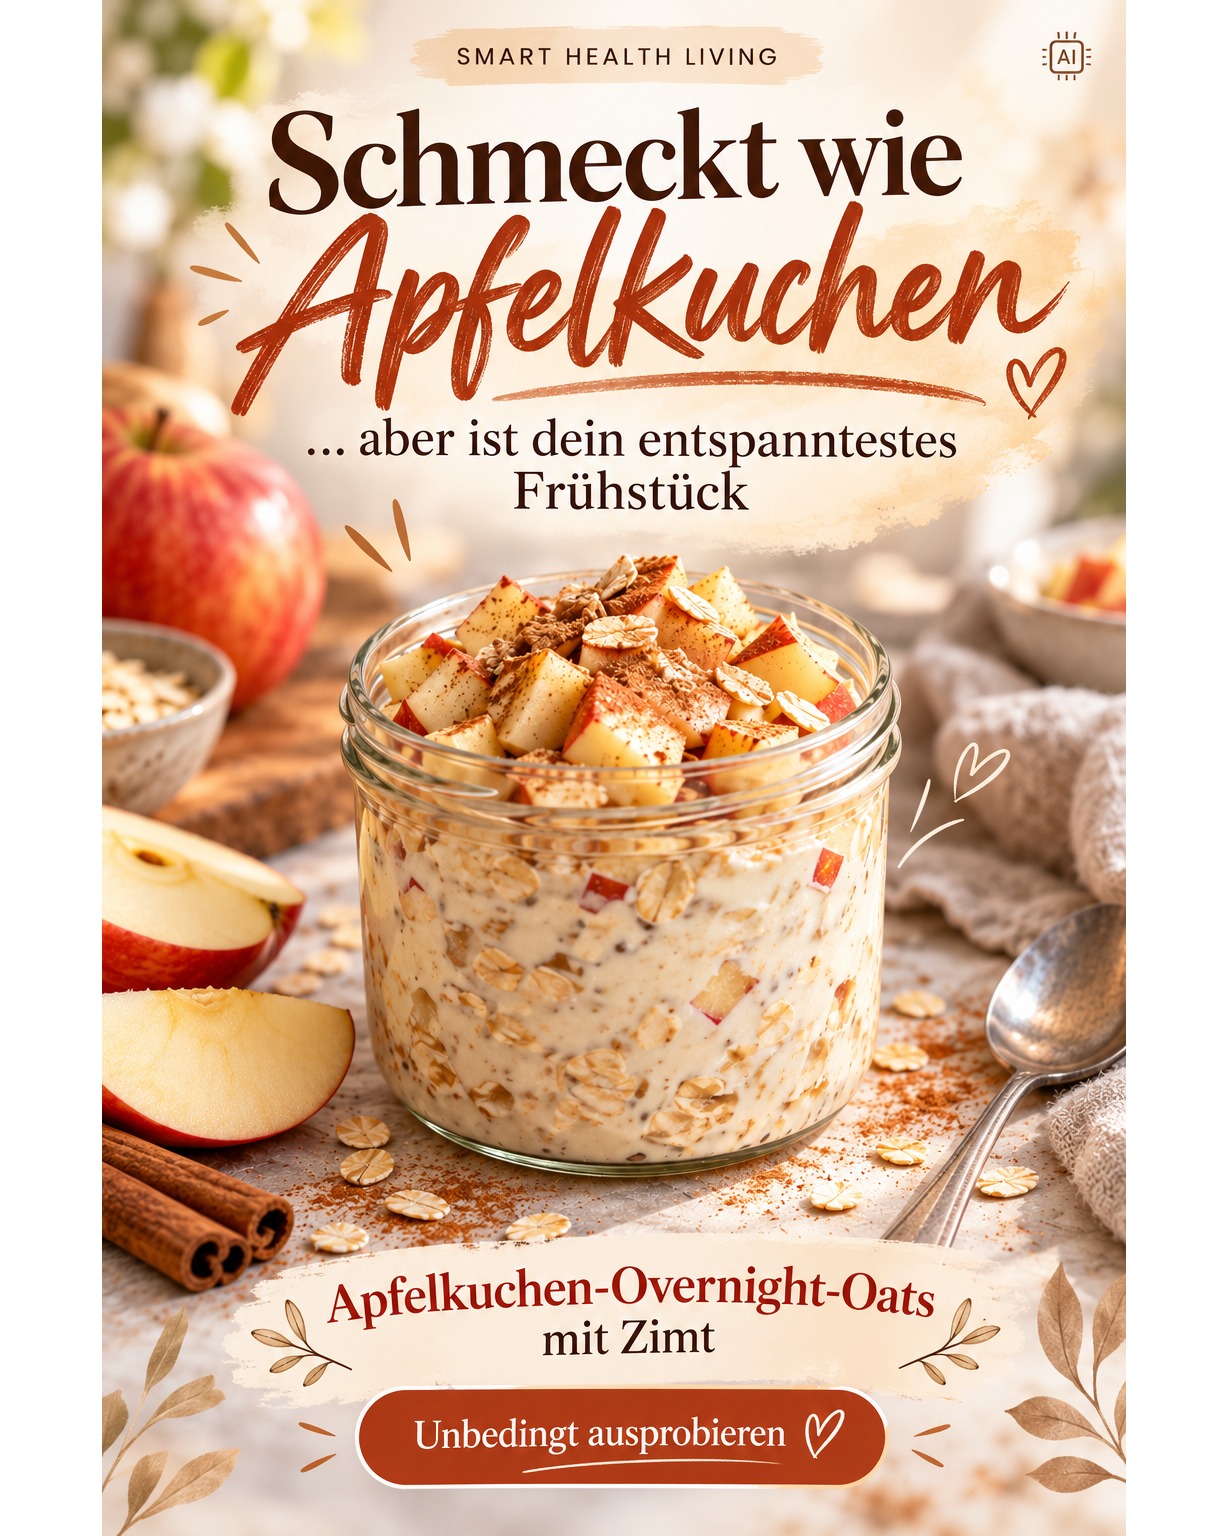 SMART HEALTH LIVING
AI
Schmeckt wie
Apfelkuchen
... aber ist dein entspanntestes
Frühstück
Apfelkuchen-Overnight-Oats
mit Zimt
Unbedingt ausprobieren